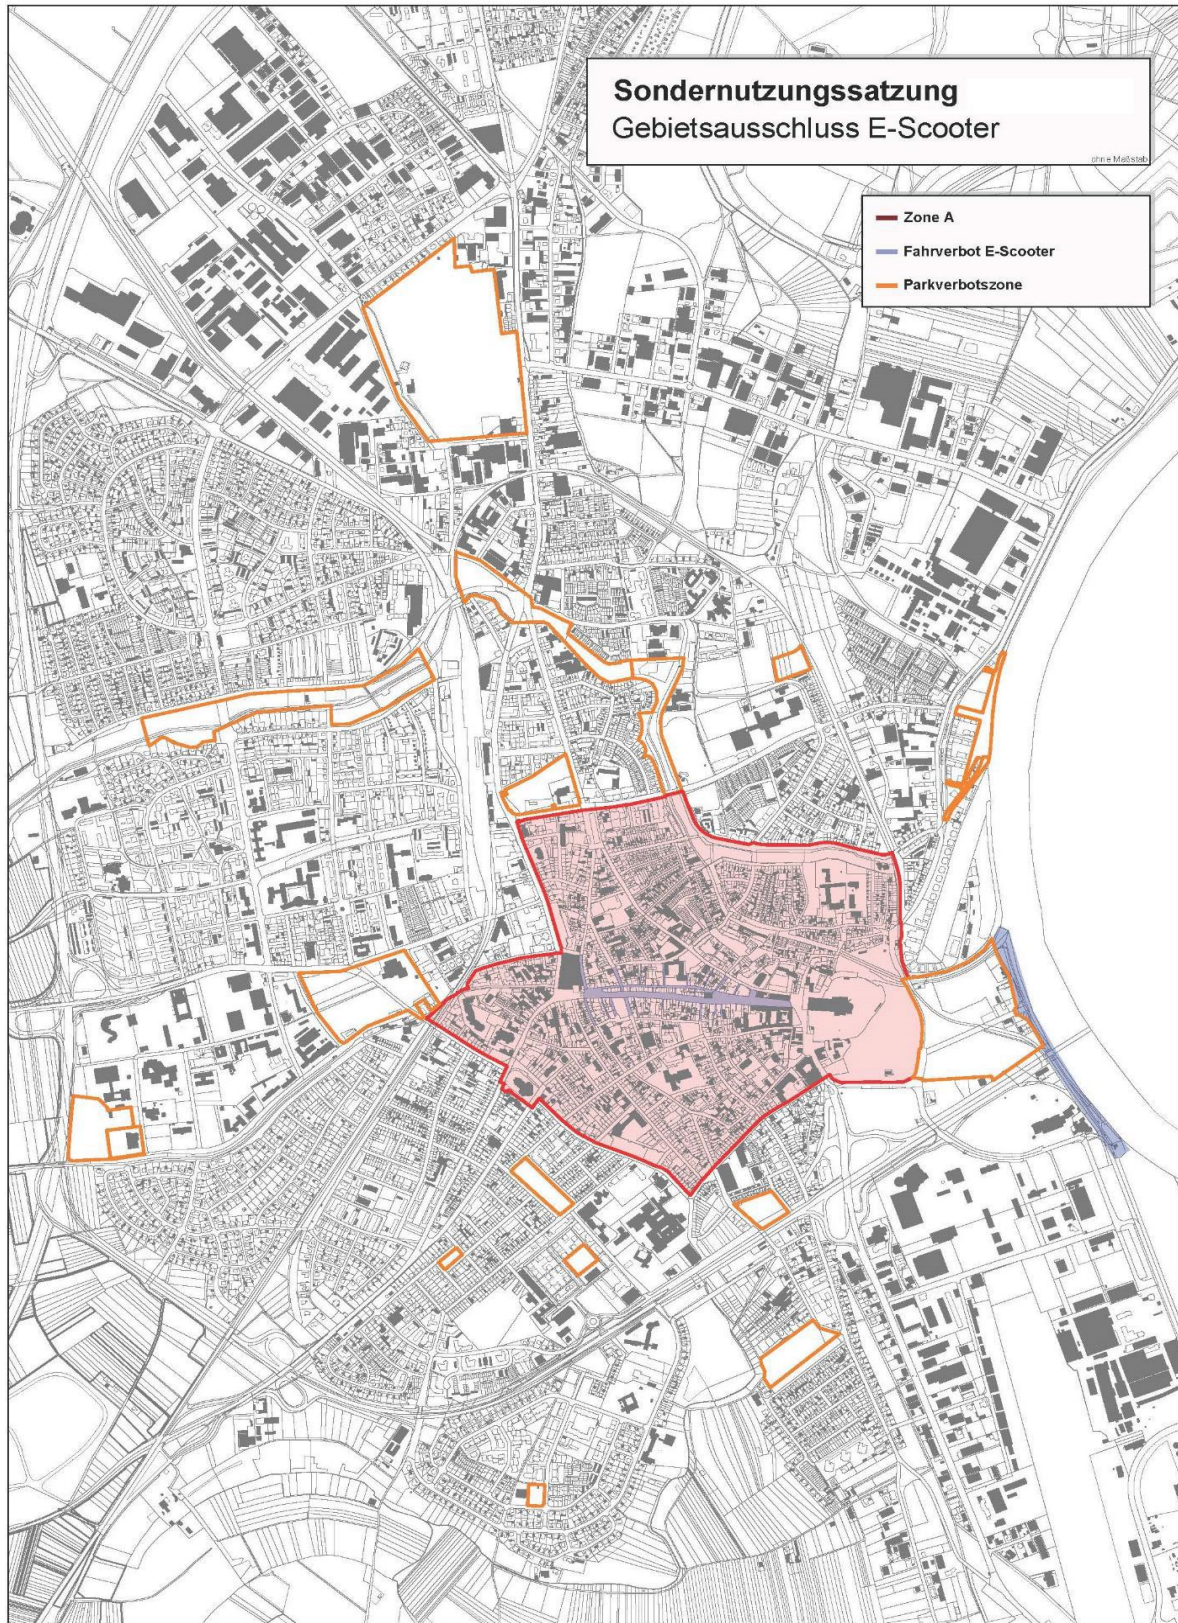 Sondernutzungssatzung
Gebietsausschluss E-Scooter
ohne Maßstab
Zone A
Fahrverbot E-Scooter
Parkverbotszone